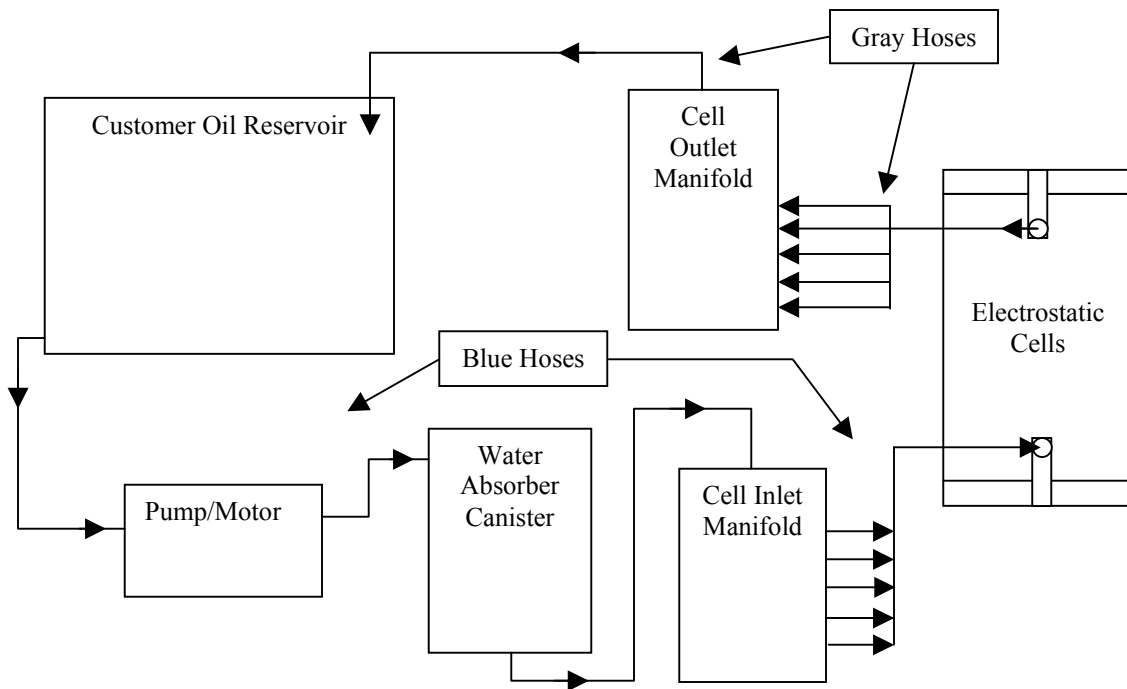 Gray Hoses
Customer Oil Reservoir
Cell
Outlet
Manifold
Electrostatic
Cells
Blue Hoses
Water
Absorber
Canister
Pump/Motor
Cell Inlet
Manifold